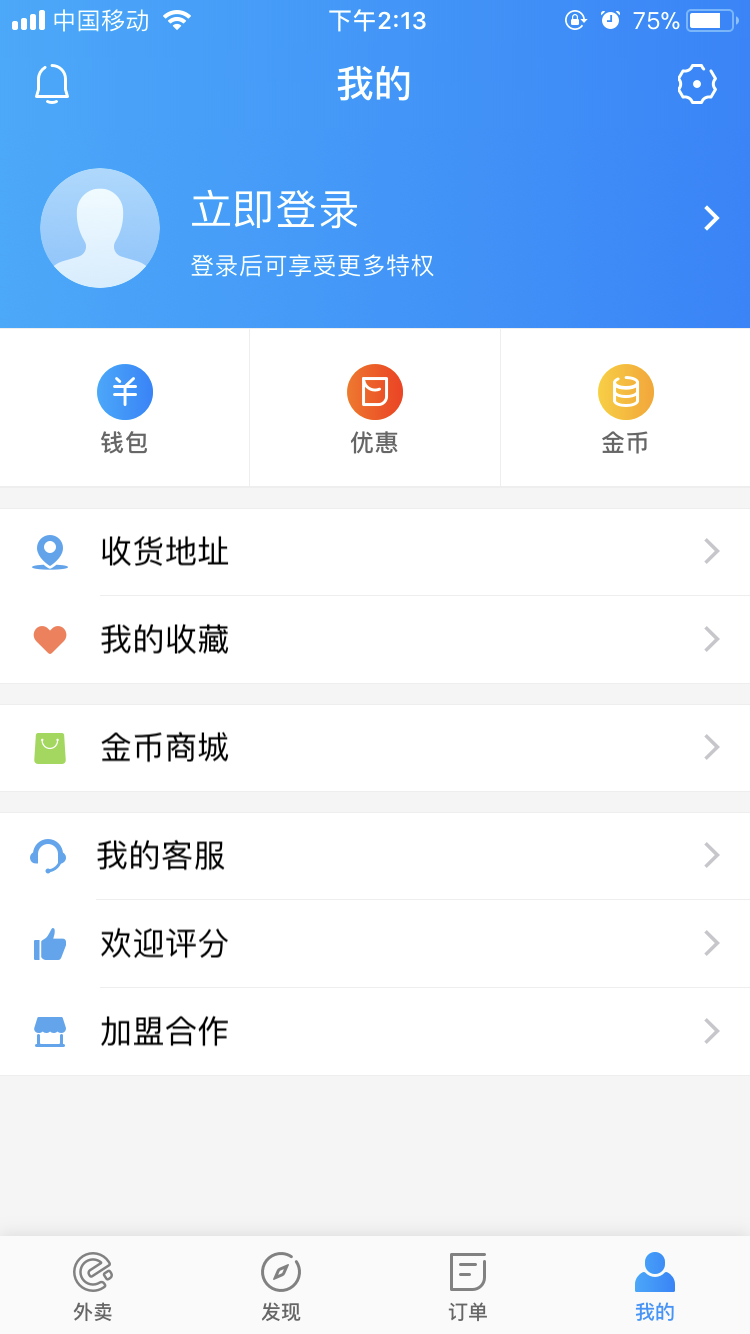 中国移动 下午2:13 75%
我的
立即登录
登录后可享受更多特权
钱包 优惠 金币
收货地址
我的收藏
金币商城
我的客服
欢迎评分
加盟合作
外卖 发现 订单 我的